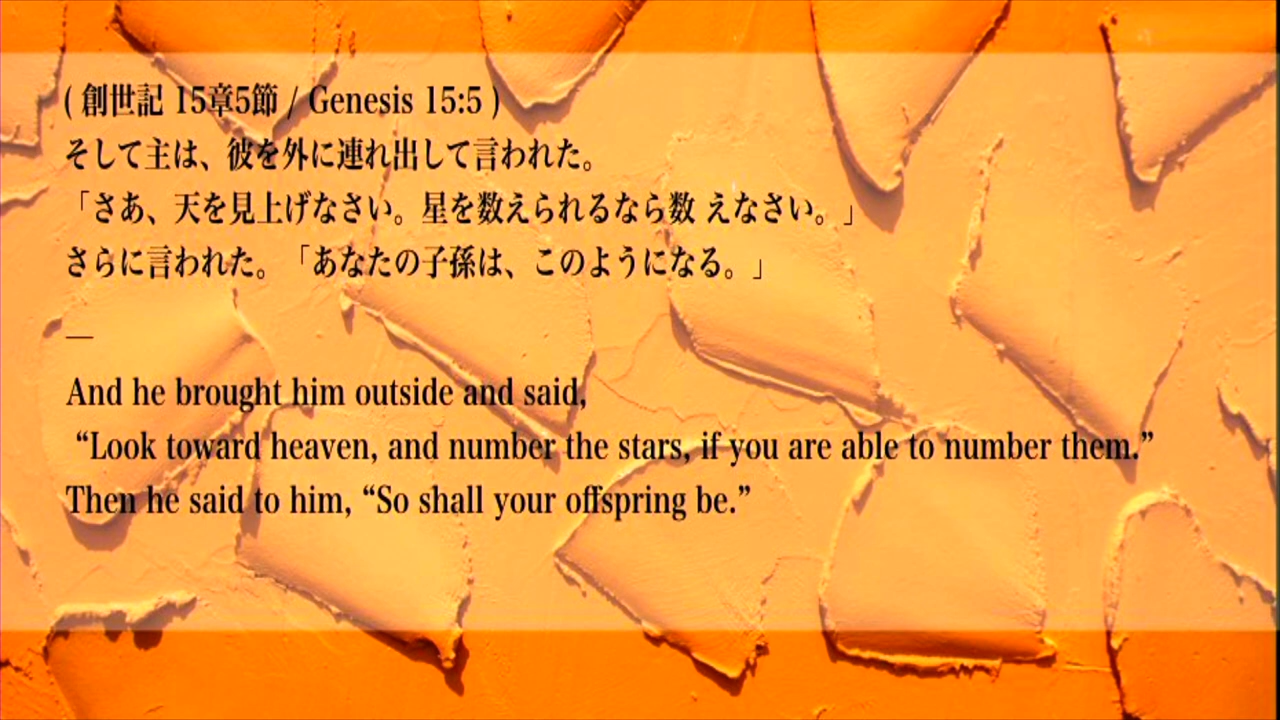 ( 創世記 15章5節 / Genesis 15:5 )
そして主は、彼を外に連れ出して言われた。
「さあ、天を見上げなさい。星を数えられるなら数 えなさい。」
さらに言われた。「あなたの子孫は、このようになる。」
—
And he brought him outside and said,
“Look toward heaven, and number the stars, if you are able to number them.”
Then he said to him, “So shall your offspring be.”